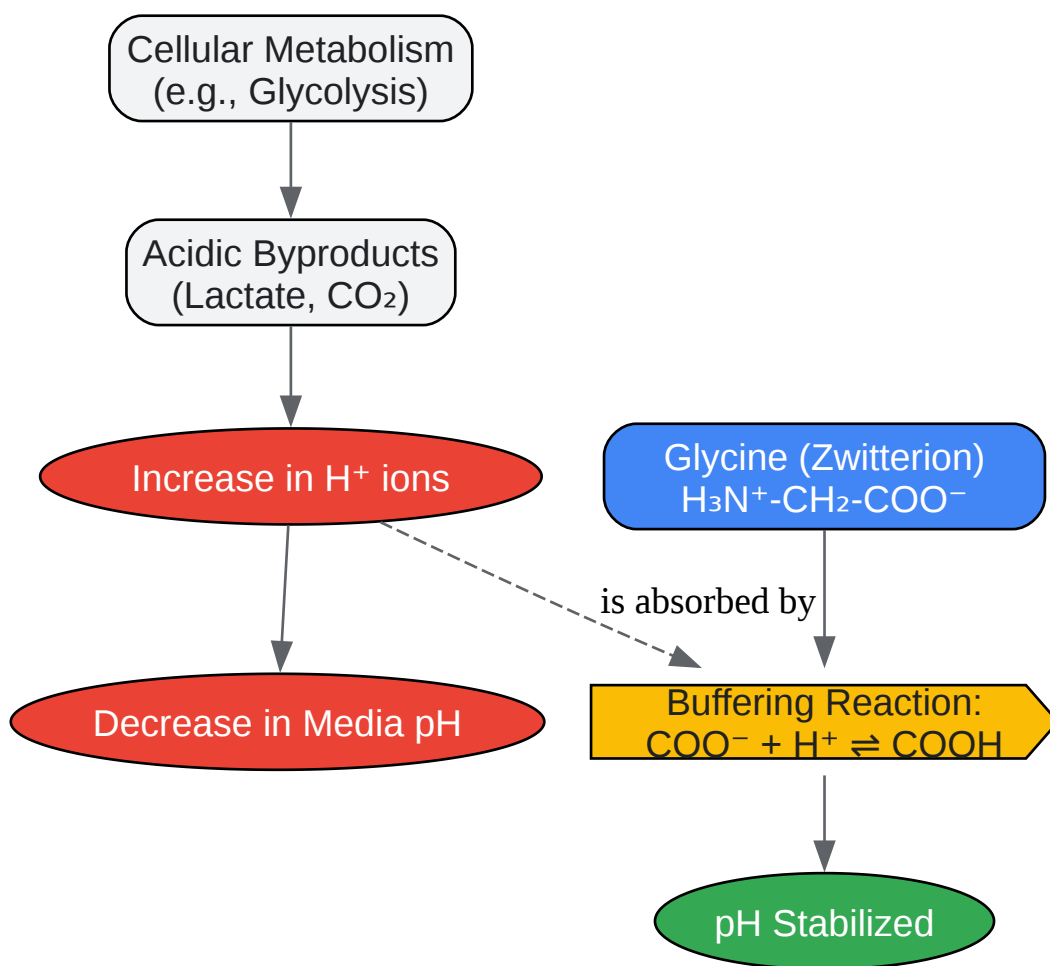 Cellular Metabolism
(e.g., Glycolysis)
Acidic Byproducts
(Lactate, CO₂)
Increase in H⁺ ions
Glycine (Zwitterion)
H₃N⁺-CH₂-COO⁻
is absorbed by
Decrease in Media pH
Buffering Reaction:
COO⁻ + H⁺ ⇌ COOH
pH Stabilized